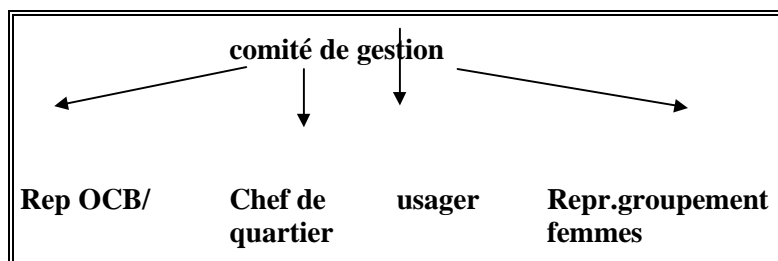 comité de gestion
Rep OCB/ Chef de quartier usager Repr.groupement femmes